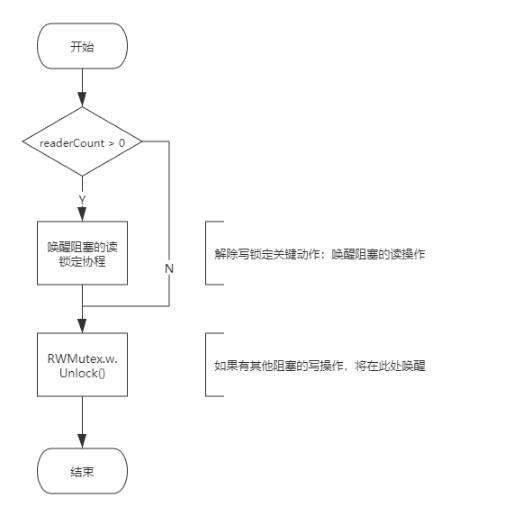 开始
readerCount > 0
Y
唤醒阻塞的读
锁定协程
解除写锁定关键动作：唤醒阻塞的读操作
N
RWMutex.w.
Unlock()
如果有其他阻塞的写操作，将在此处唤醒
结束